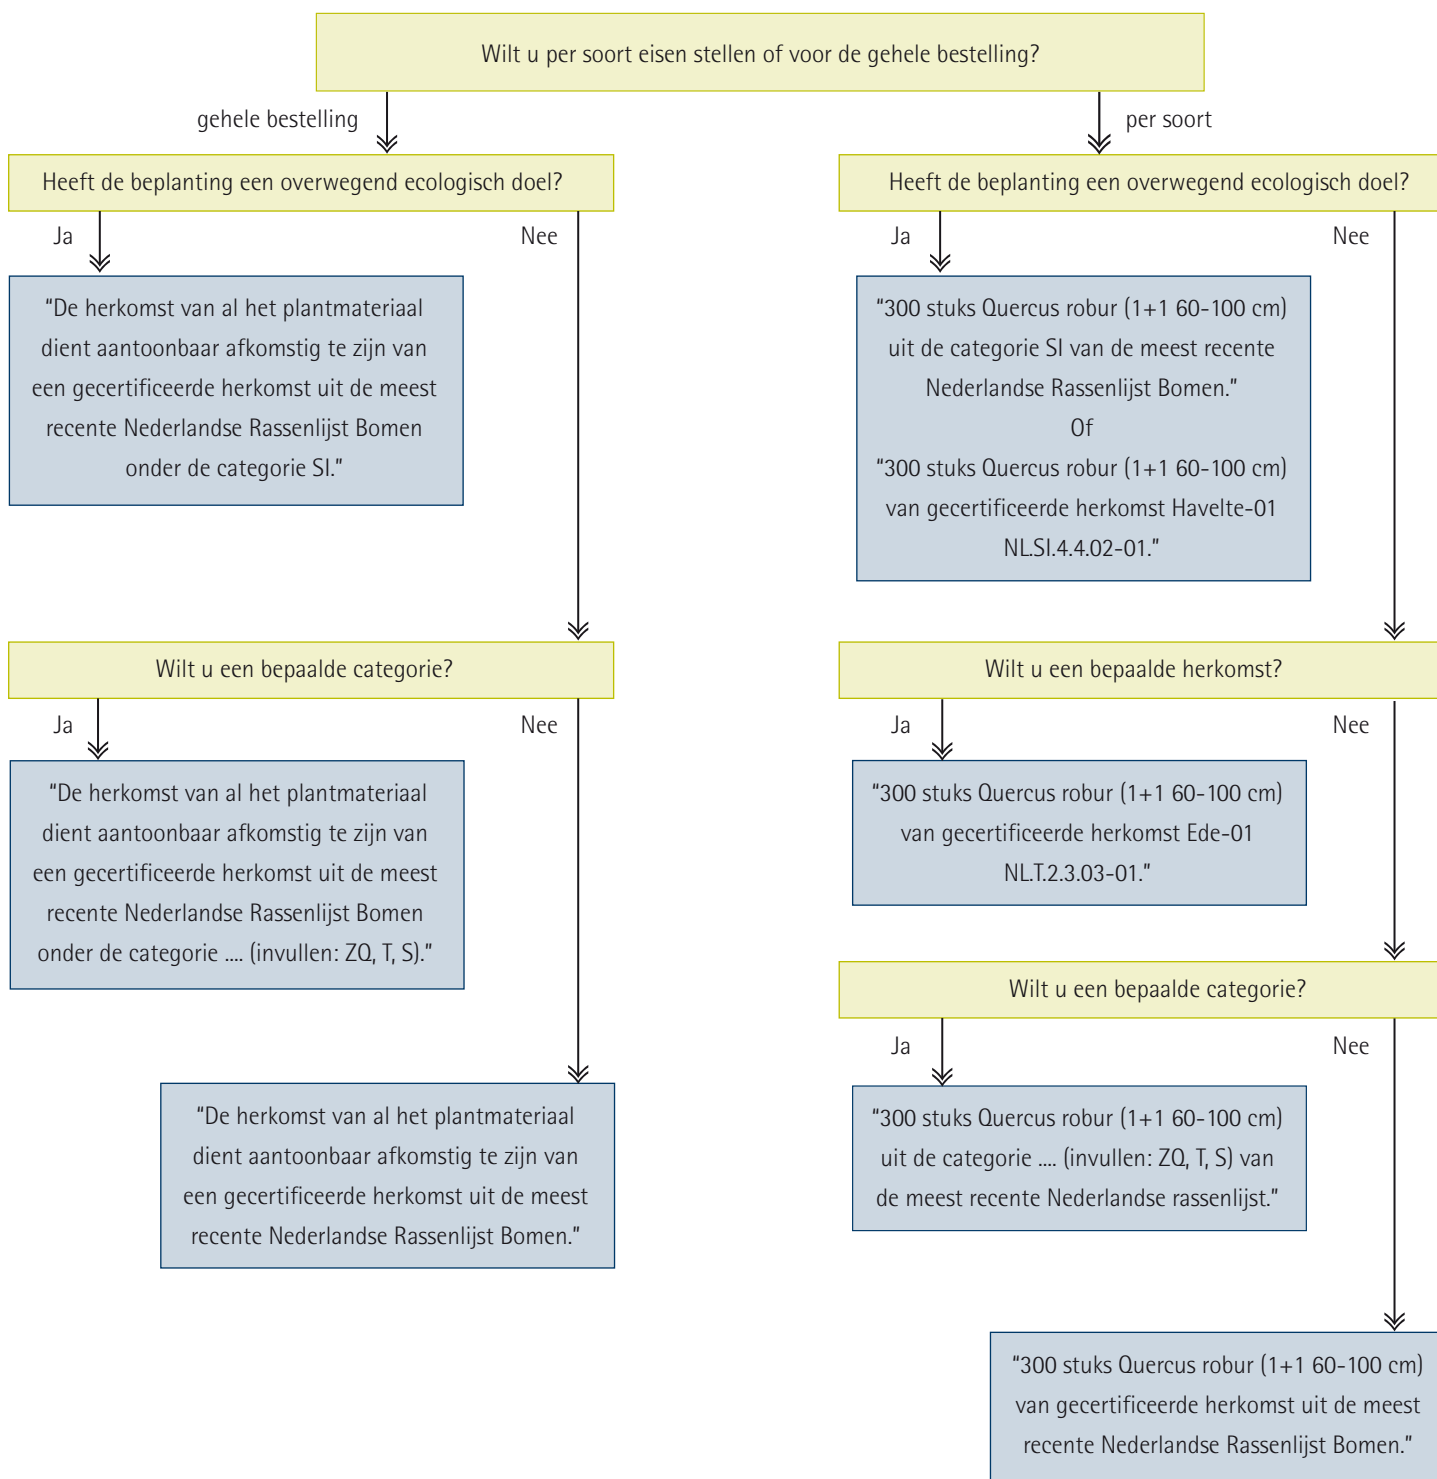 Wilt u per soort eisen stellen of voor de gehele bestelling?
gehele bestelling
per soort
Heeft de beplanting een overwegend ecologisch doel?
Ja
Nee
"De herkomst van al het plantmateriaal
dient aantoonbaar afkomstig te zijn van
een gecertificeerde herkomst uit de meest
recente Nederlandse Rassenlijst Bomen
onder de categorie SI."
Wilt u een bepaalde categorie?
Ja
Nee
"De herkomst van al het plantmateriaal
dient aantoonbaar afkomstig te zijn van
een gecertificeerde herkomst uit de meest
recente Nederlandse Rassenlijst Bomen
onder de categorie .... (invullen: ZQ, T, S)."
"De herkomst van al het plantmateriaal
dient aantoonbaar afkomstig te zijn van
een gecertificeerde herkomst uit de meest
recente Nederlandse Rassenlijst Bomen."
Heeft de beplanting een overwegend ecologisch doel?
Ja
Nee
"300 stuks Quercus robur (1+1 60-100 cm)
uit de categorie SI van de meest recente
Nederlandse Rassenlijst Bomen."
Of
"300 stuks Quercus robur (1+1 60-100 cm)
van gecertificeerde herkomst Havelte-01
NL.SI.4.4.02-01."
Wilt u een bepaalde herkomst?
Ja
Nee
"300 stuks Quercus robur (1+1 60-100 cm)
van gecertificeerde herkomst Ede-01
NL.T.2.3.03-01."
Wilt u een bepaalde categorie?
Ja
Nee
"300 stuks Quercus robur (1+1 60-100 cm)
uit de categorie .... (invullen: ZQ, T, S) van
de meest recente Nederlandse rassenlijst."
"300 stuks Quercus robur (1+1 60-100 cm)
van gecertificeerde herkomst uit de meest
recente Nederlandse Rassenlijst Bomen."